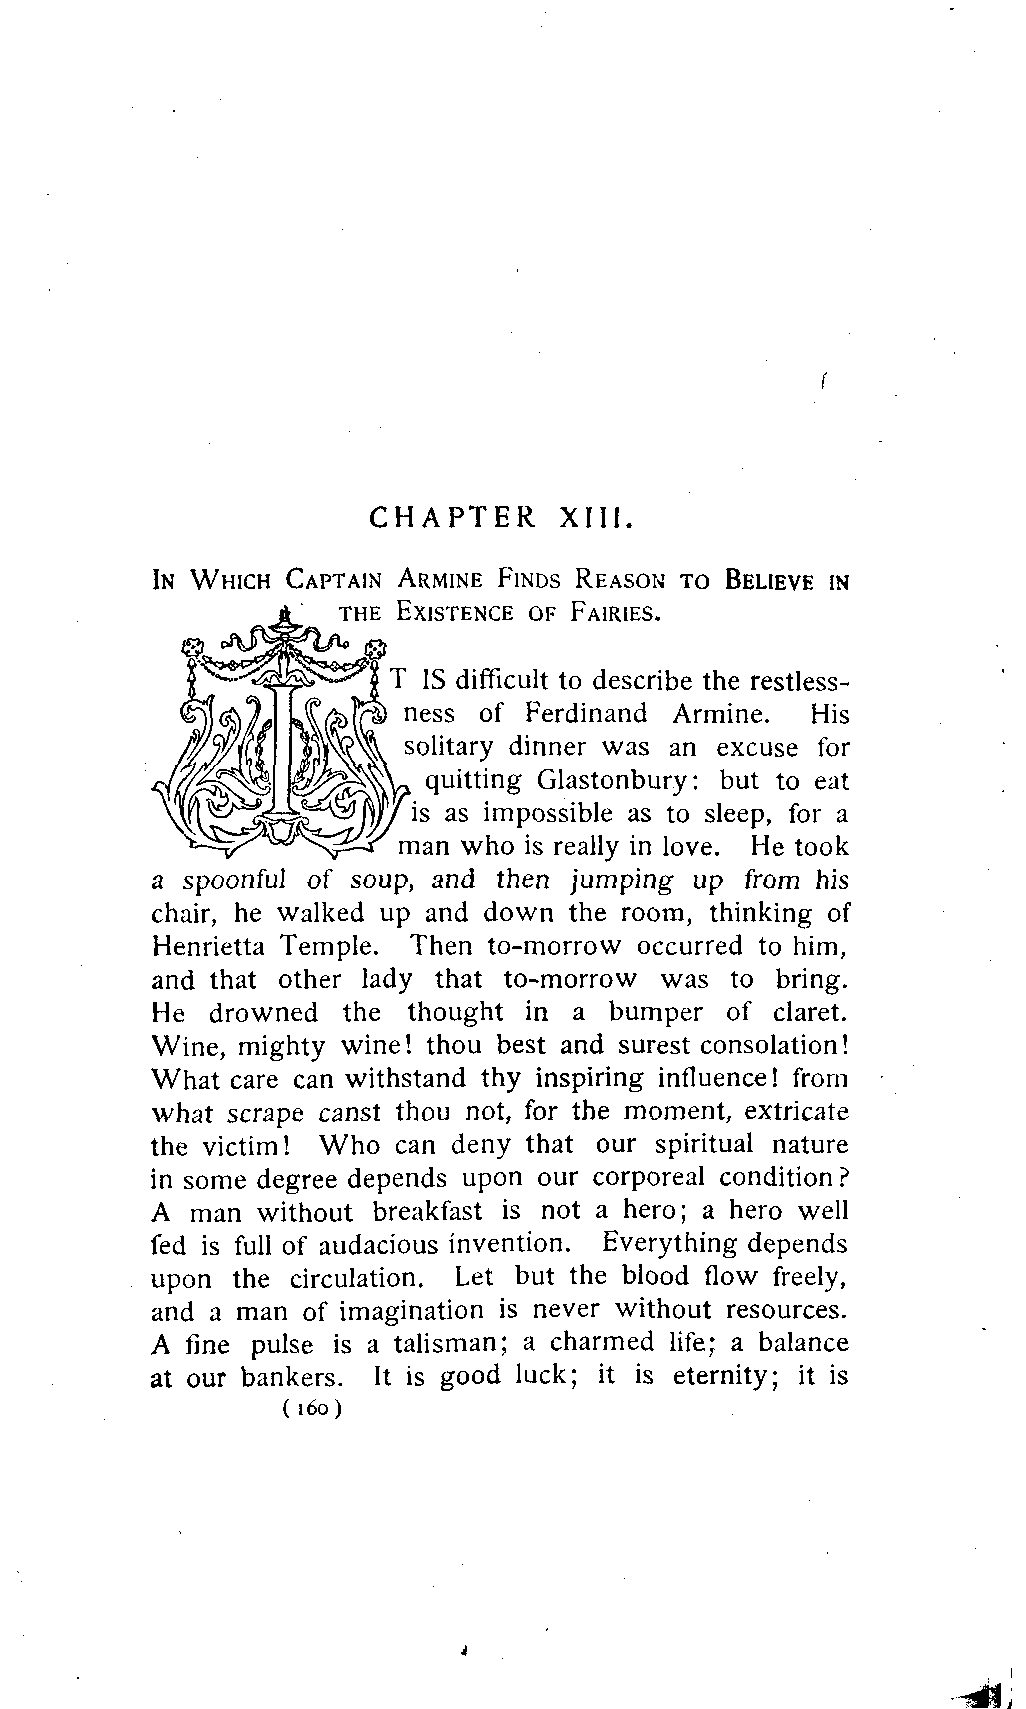 CHAPTER XIII.
IN WHICH CAPTAIN ARMINE FINDS REASON TO BELIEVE IN
THE EXISTENCE OF FAIRIES.
IT IS difficult to describe the restless-
ness of Ferdinand Armine. His
solitary dinner was an excuse for
quitting Glastonbury: but to eat
is as impossible as to sleep, for a
man who is really in love. He took
a spoonful of soup, and then jumping up from his
chair, he walked up and down the room, thinking of
Henrietta Temple. Then to-morrow occurred to him,
and that other lady that to-morrow was to bring.
He drowned the thought in a bumper of claret.
Wine, mighty wine! thou best and surest consolation!
What care can withstand thy inspiring influence! from
what scrape canst thou not, for the moment, extricate
the victim! Who can deny that our spiritual nature
in some degree depends upon our corporeal condition?
A man without breakfast is not a hero; a hero well
fed is full of audacious invention. Everything depends
upon the circulation. Let but the blood flow freely,
and a man of imagination is never without resources.
A fine pulse is a talisman; a charmed life; a balance
at our bankers. It is good luck; it is eternity; it is
(160)